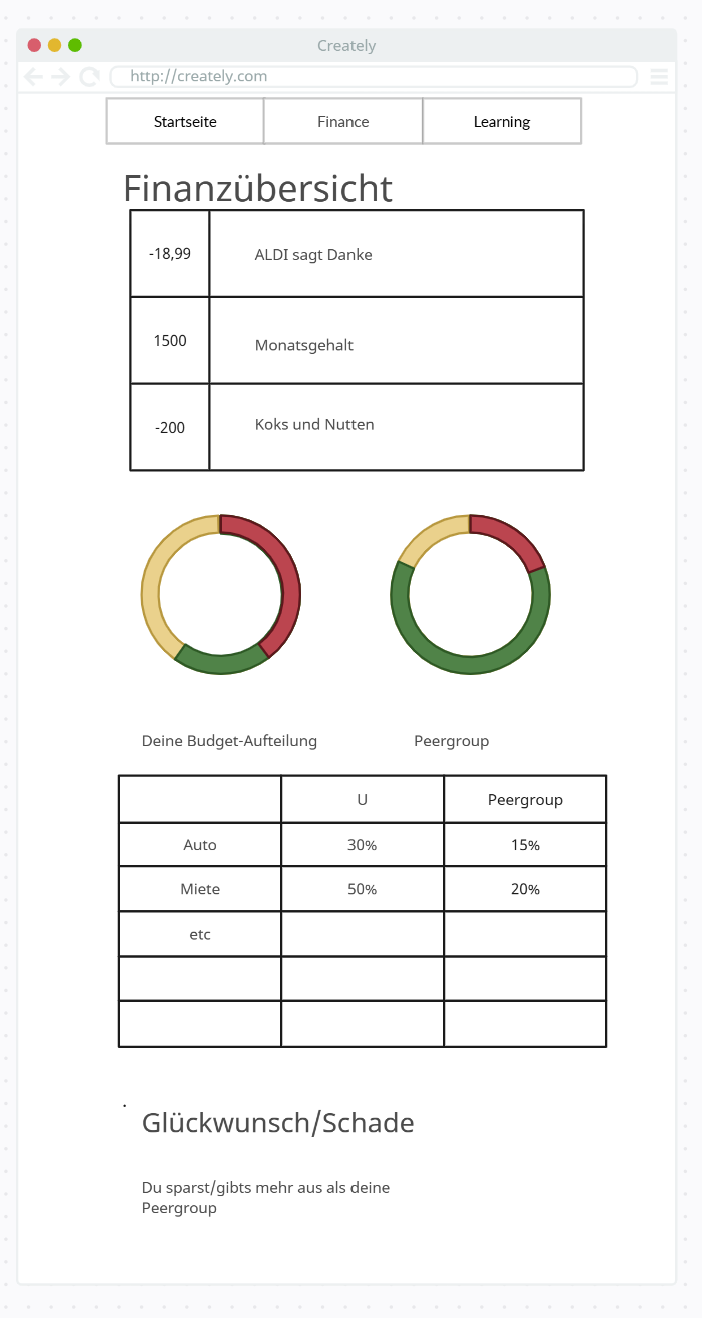 Creately
http://creately.com
Startseite Finance Learning
Finanzübersicht
-18,99 ALDI sagt Danke
1500 Monatsgehalt
-200 Koks und Nutten
Deine Budget-Aufteilung Peergroup
U Peergroup
Auto 30% 15%
Miete 50% 20%
etc
Glückwunsch/Schade
Du sparst/gibts mehr aus als deine
Peergroup